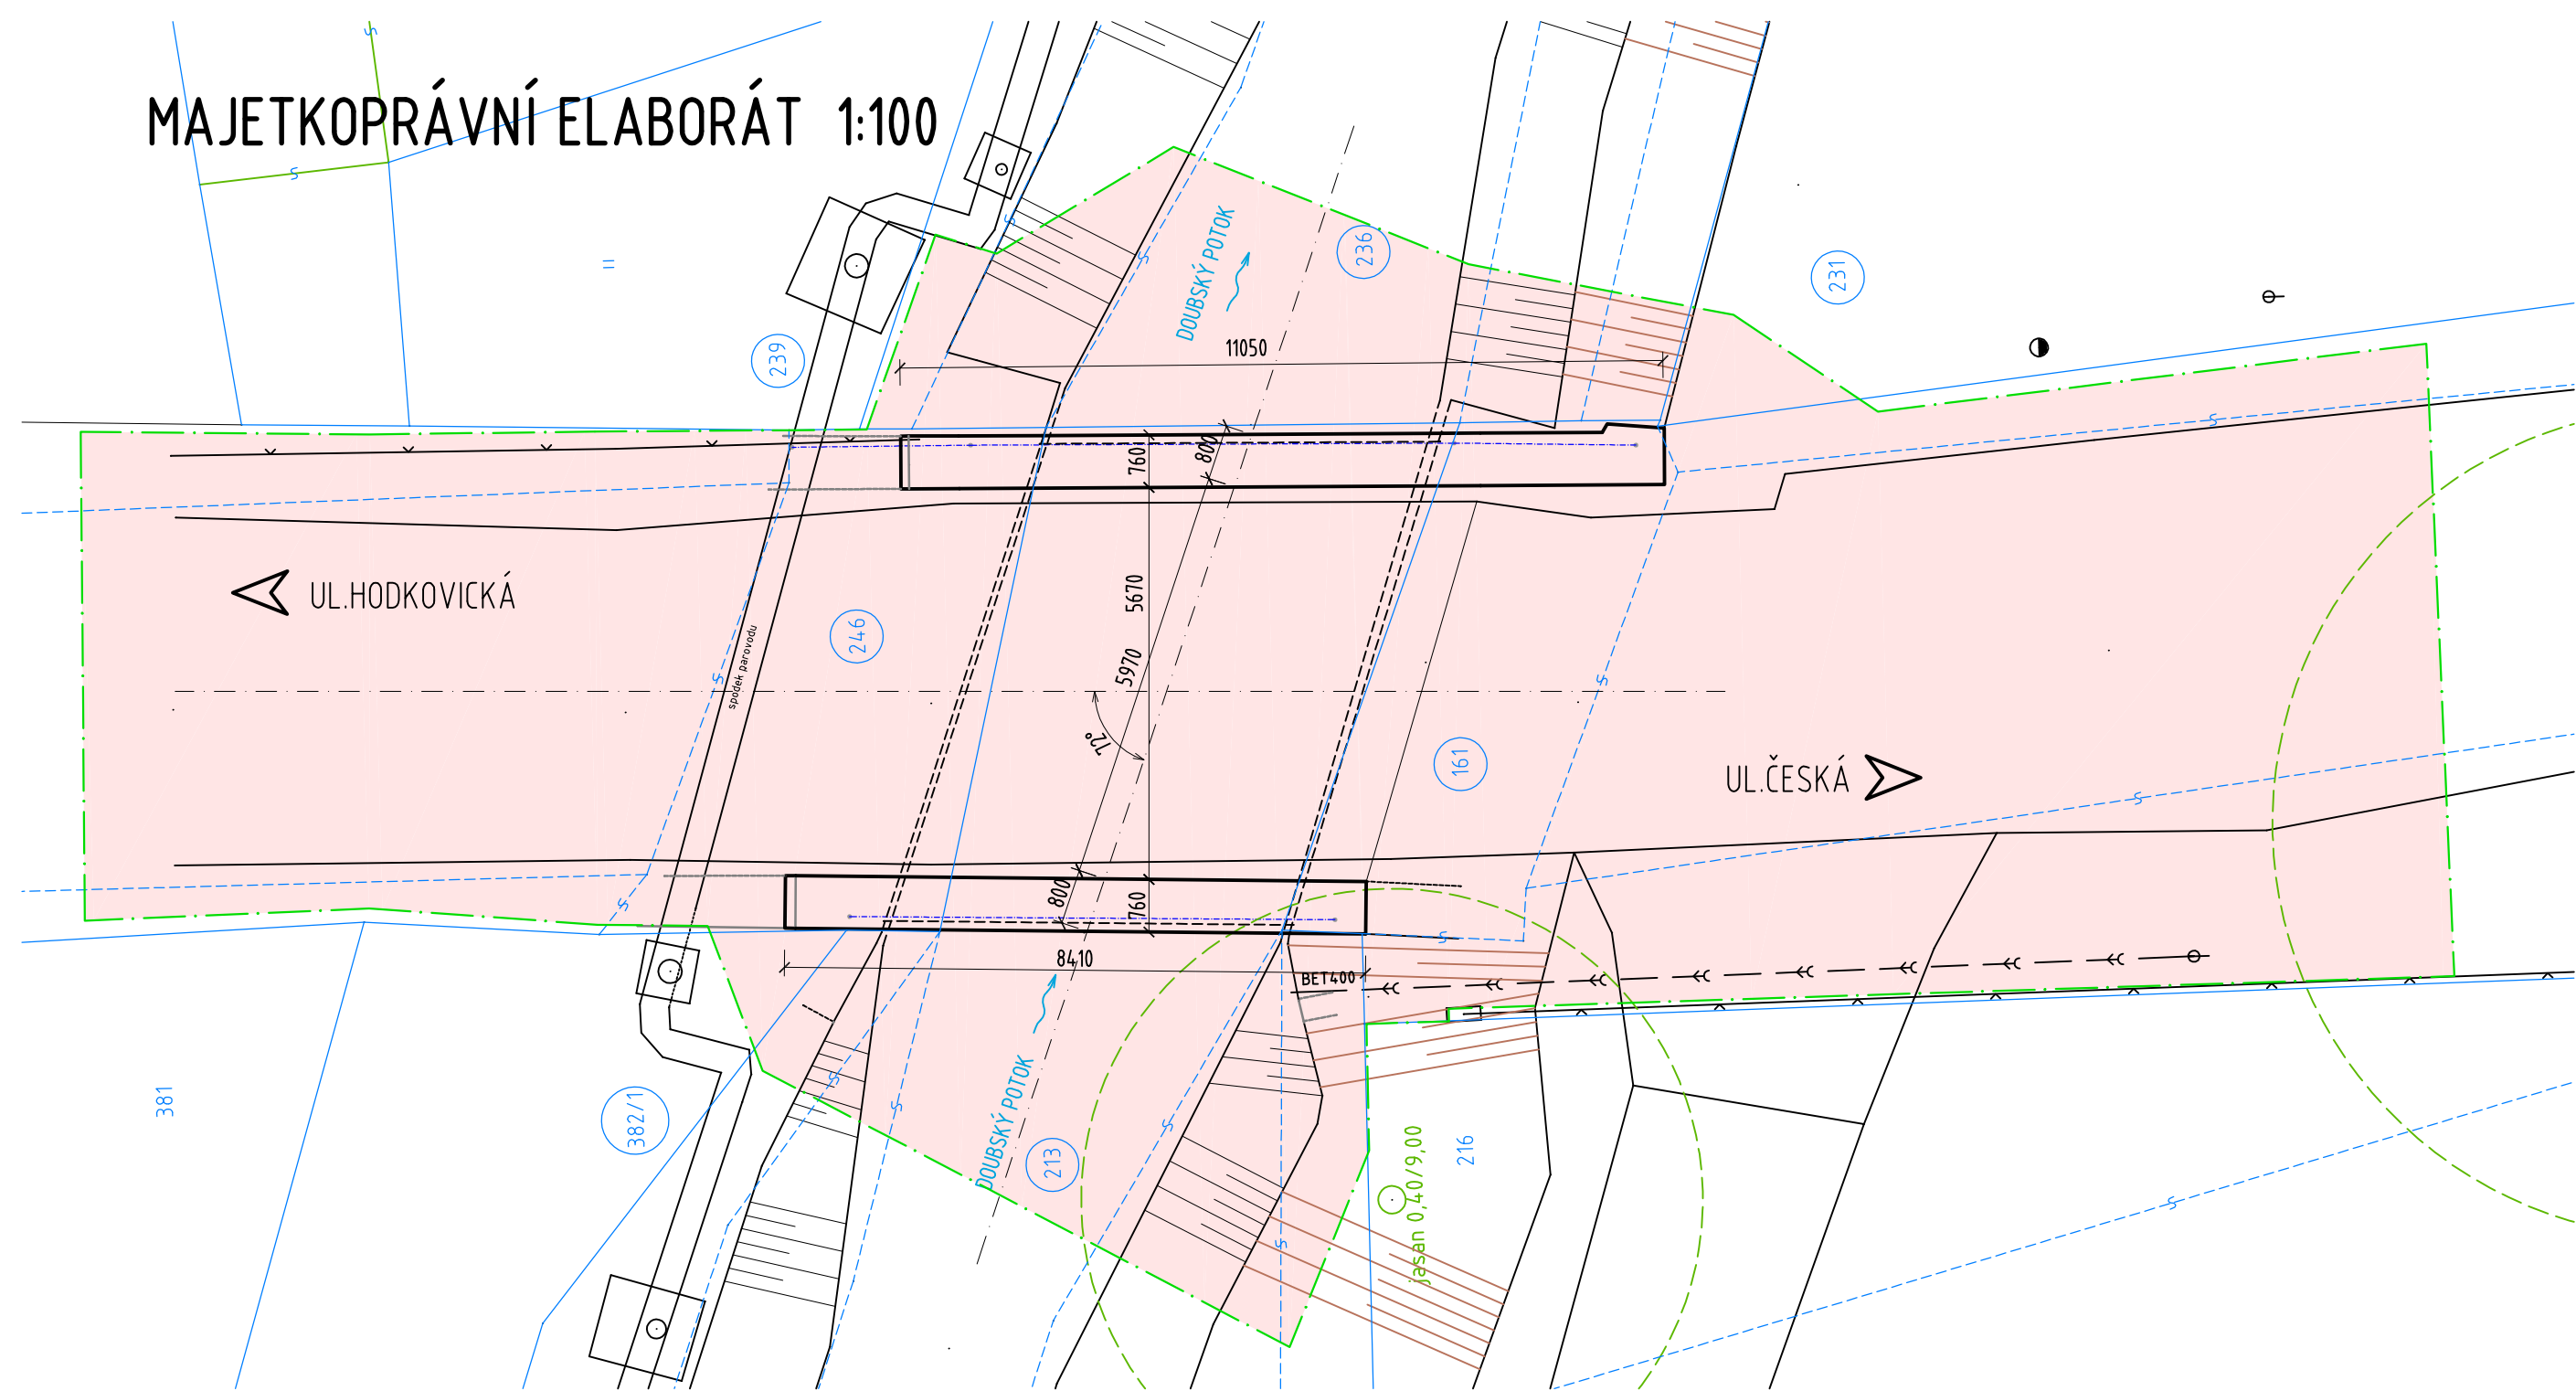 MAJETKOPRÁVNÍ ELABORÁT 1:100
DOUBSKÝ POTOK
236
231
239
11050
760
800
UL.HODKOVICKÁ
5670
246
5970
spodek parovodu
72°
161
UL.ČESKÁ
800
760
8410
BET400
DOUBSKÝ POTOK
381
382/1
213
216
jasan 0,40/9,00